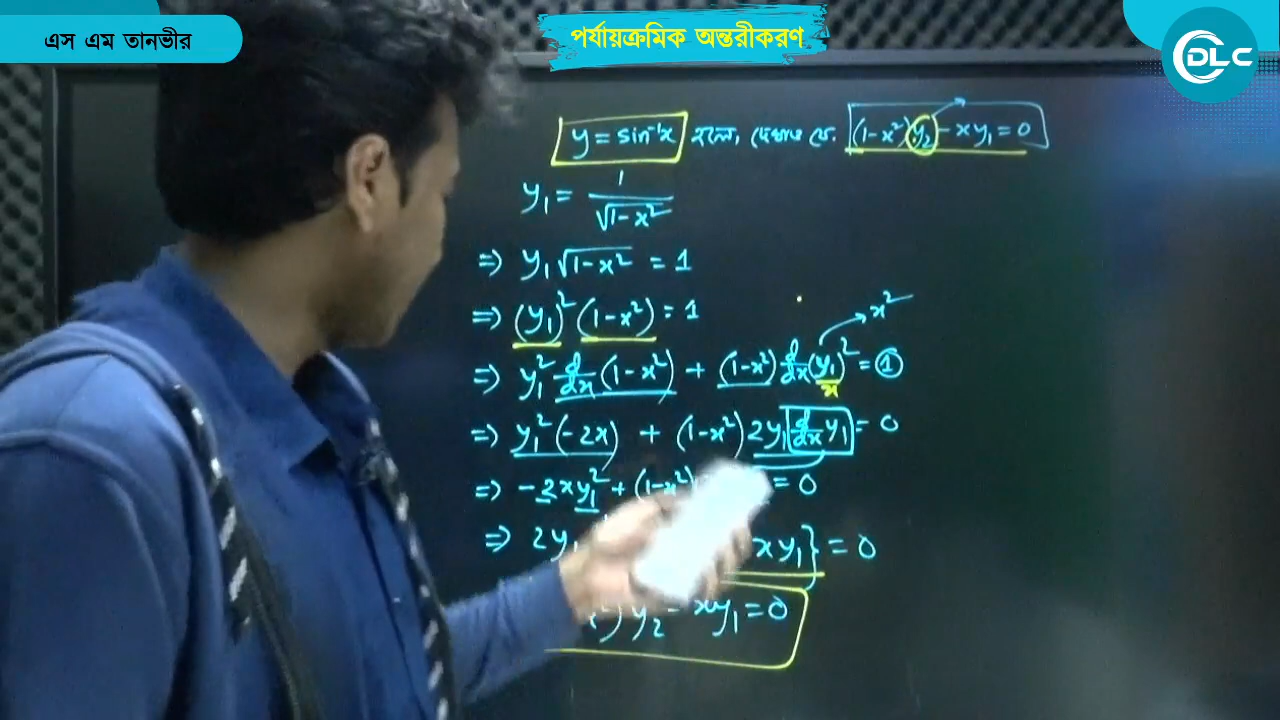 এস এম তানভীর
পর্যায়ক্রমিক অন্তরীকরণ
DLC
y = sin⁻¹x হলে, দেখাও যে, (1-x²)y₂ - xy₁ = 0
y₁ = 1/√(1-x²)
⇒ y₁√(1-x²) = 1
⇒ (y₁)² (1-x²) = 1
x²
⇒ y₁² d/dx (1-x²) + (1-x²) d/dx (y₁)² = 1
x
⇒ y₁² (-2x) + (1-x²) 2y₁ d/dx y₁ = 0
⇒ -2xy₁² + (1-x²) = 0
⇒ 2y₁ xy₁} = 0
y₂ - xy₁ = 0